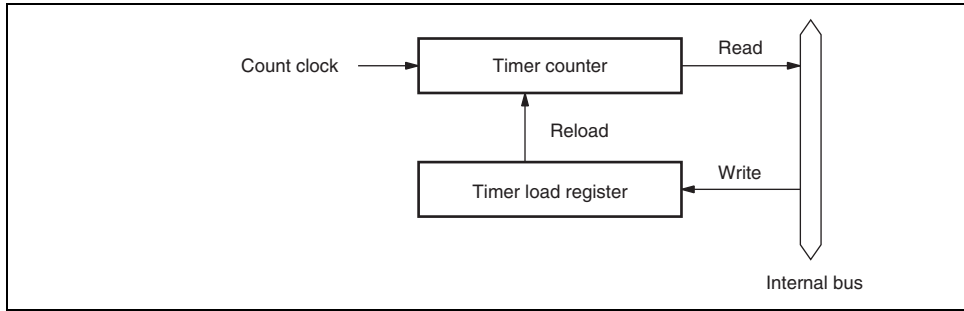 Read
Count clock
Timer counter
Reload
Write
Timer load register
Internal bus